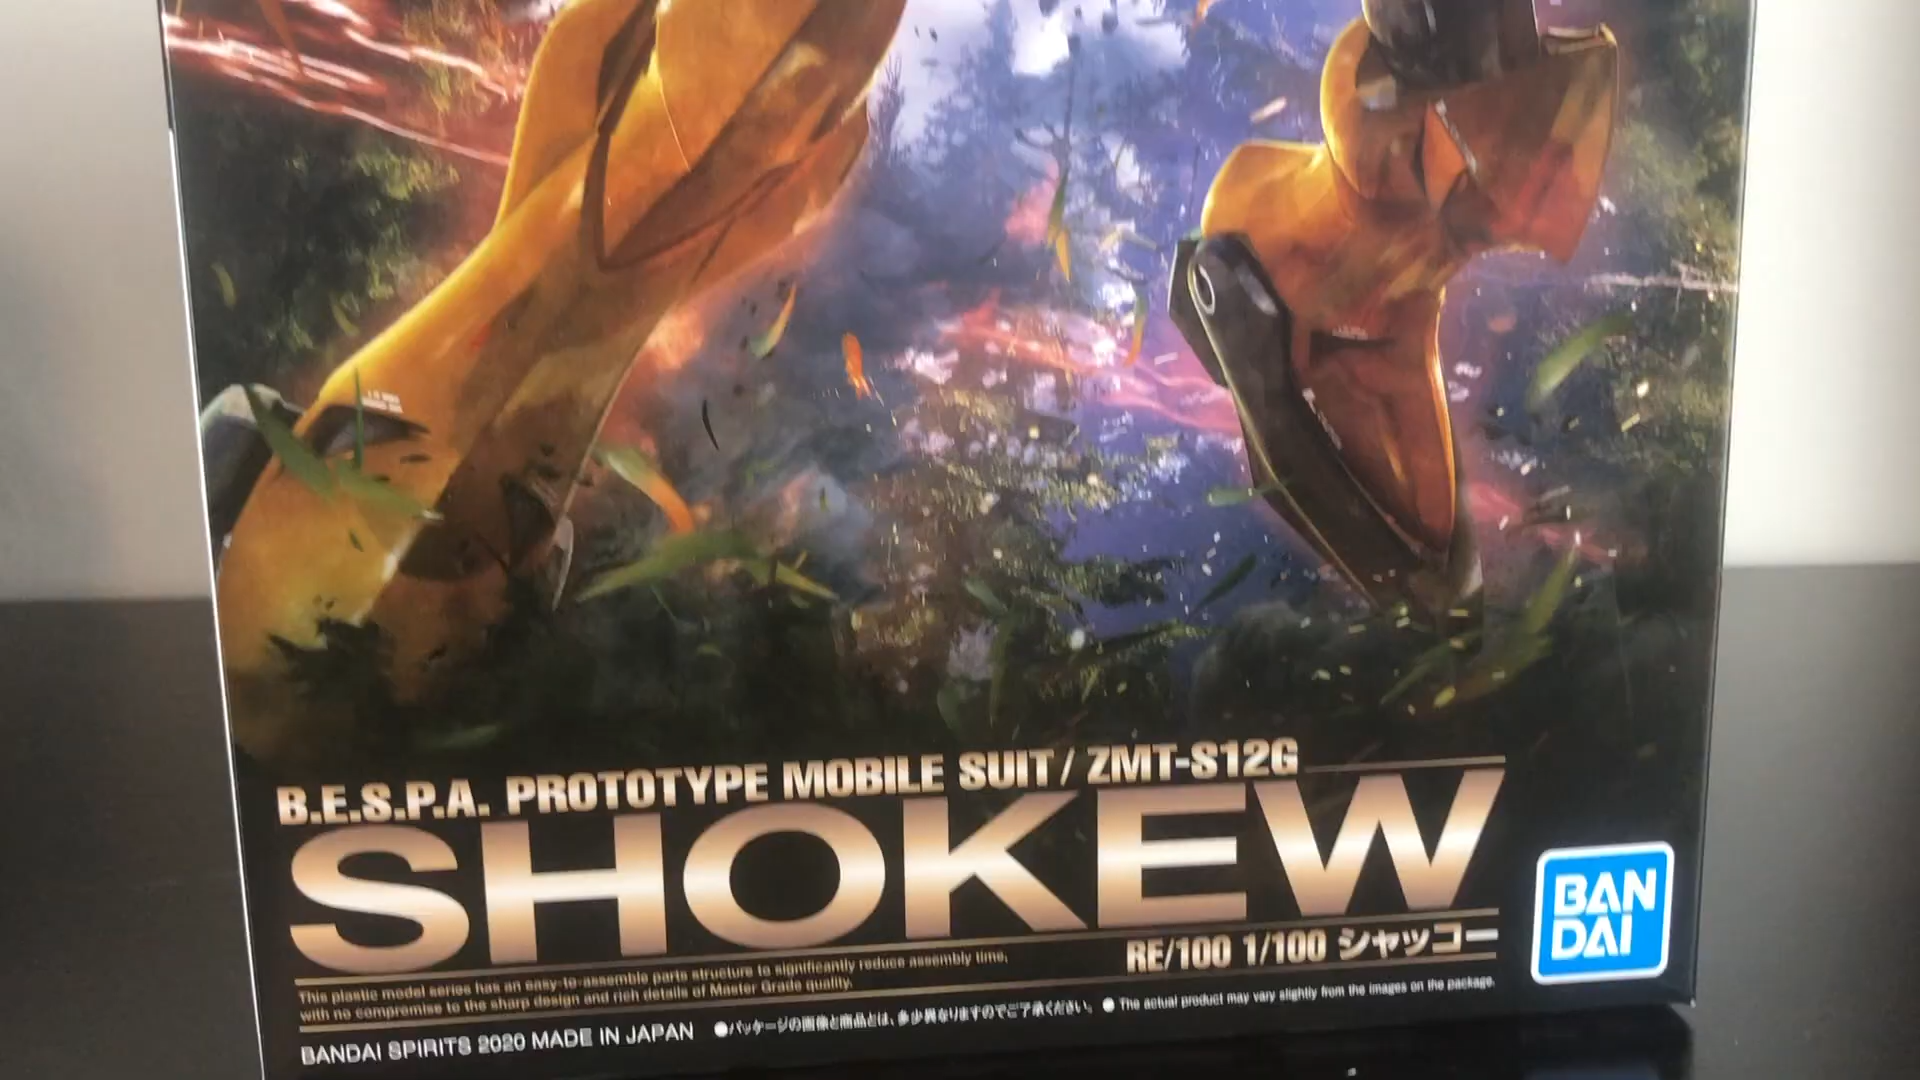 B.E.S.P.A. PROTOTYPE MOBILE SUIT / ZMT-S12G
SHOKEW
RE/100 1/100 シャッコー
BAN
DAI
This plastic model series has an easy-to-assemble parts structure to significantly reduce assembly time,
with no compromise to the sharp design and rich details of Master Grade quality.
BANDAI SPIRITS 2020 MADE IN JAPAN ●パッケージの画像と商品とは、多少異なりますのでご了承ください。 ● The actual product may vary slightly from the images on the package.